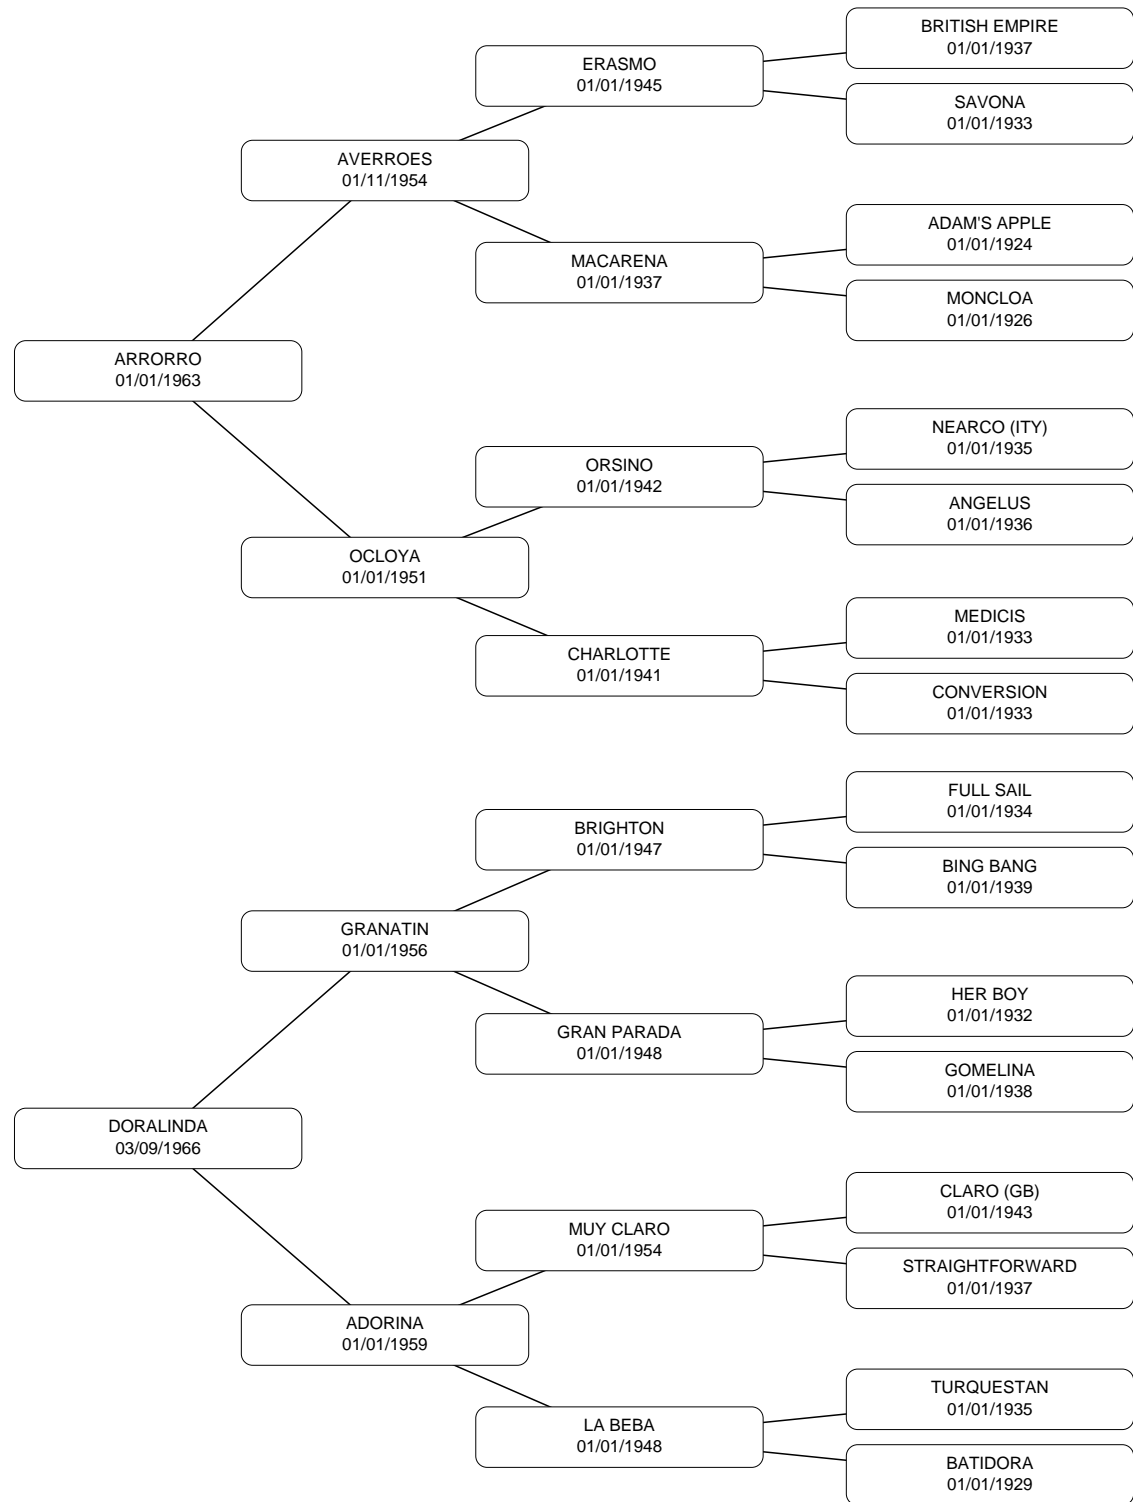 BRITISH EMPIRE
01/01/1937
ERASMO
01/01/1945
SAVONA
01/01/1933
AVERROES
01/11/1954
ADAM'S APPLE
01/01/1924
MACARENA
01/01/1937
MONCLOA
01/01/1926
ARRORRO
01/01/1963
NEARCO (ITY)
01/01/1935
ORSINO
01/01/1942
ANGELUS
01/01/1936
OCLOYA
01/01/1951
MEDICIS
01/01/1933
CHARLOTTE
01/01/1941
CONVERSION
01/01/1933
FULL SAIL
01/01/1934
BRIGHTON
01/01/1947
BING BANG
01/01/1939
GRANATIN
01/01/1956
HER BOY
01/01/1932
GRAN PARADA
01/01/1948
GOMELINA
01/01/1938
DORALINDA
03/09/1966
CLARO (GB)
01/01/1943
MUY CLARO
01/01/1954
STRAIGHTFORWARD
01/01/1937
ADORINA
01/01/1959
TURQUESTAN
01/01/1935
LA BEBA
01/01/1948
BATIDORA
01/01/1929